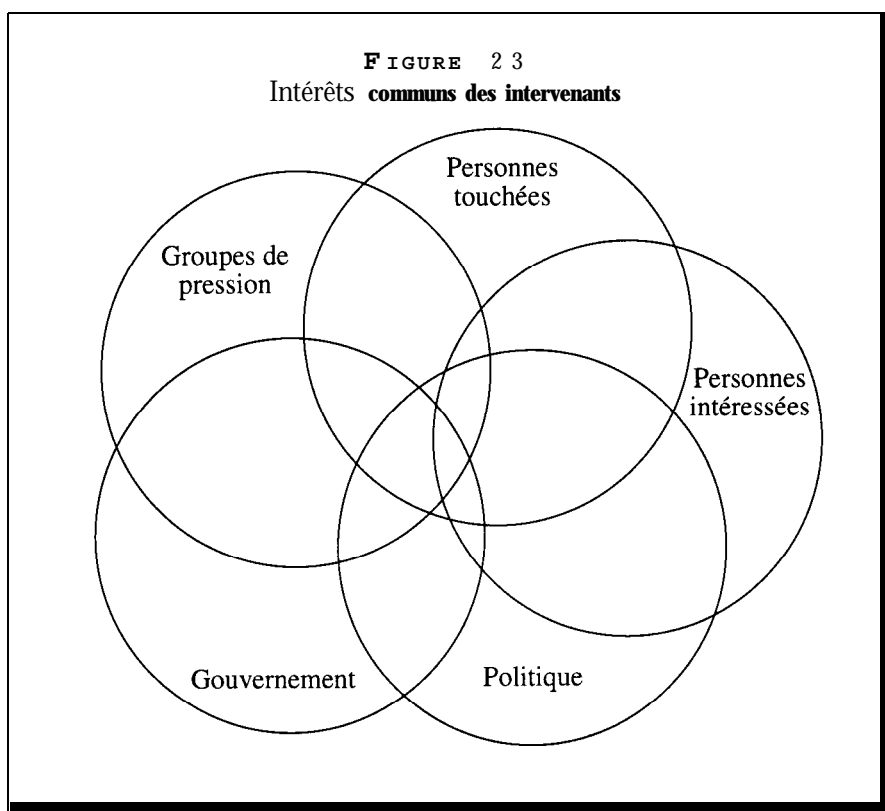 FIGURE 23
Intérêts communs des intervenants
Personnes
touchées
Groupes de
pression
Personnes
intéressées
Gouvernement
Politique